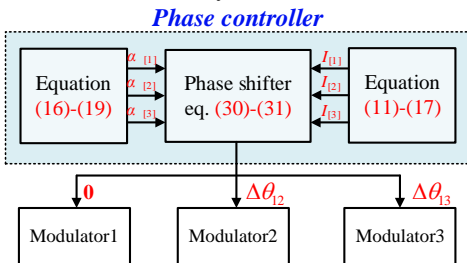 Phase controller
Equation
(16)-(19)
α [1]
α [2]
α [3]
Phase shifter
eq. (30)-(31)
I[1]
I[2]
I[3]
Equation
(11)-(17)
0
Δθ12
Δθ13
Modulator1
Modulator2
Modulator3